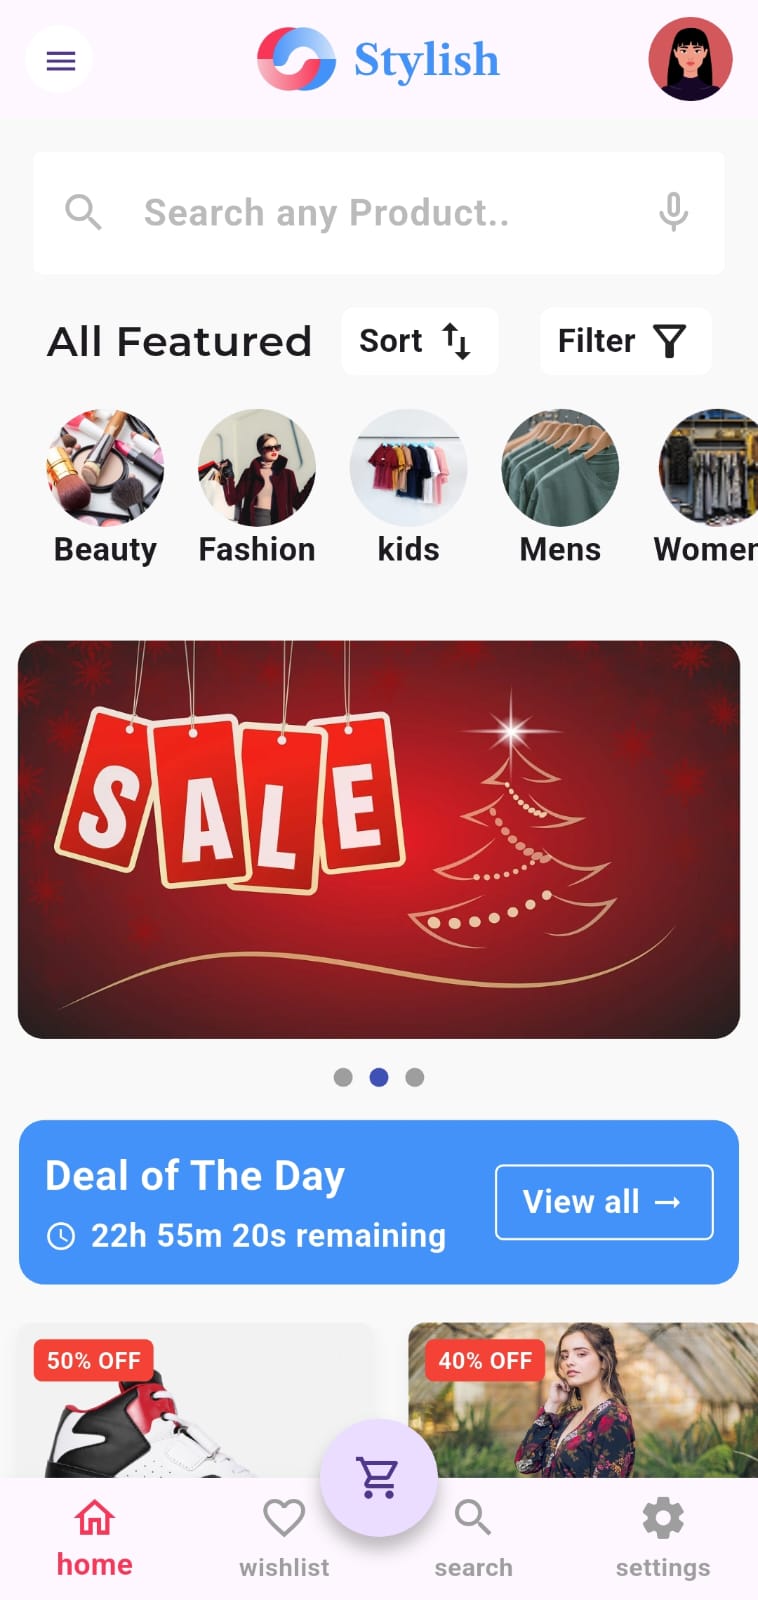 Stylish
Search any Product..
All Featured
Sort
Filter
Beauty
Fashion
kids
Mens
Women
SALE
Deal of The Day
22h 55m 20s remaining
View all →
50% OFF
40% OFF
home
wishlist
search
settings